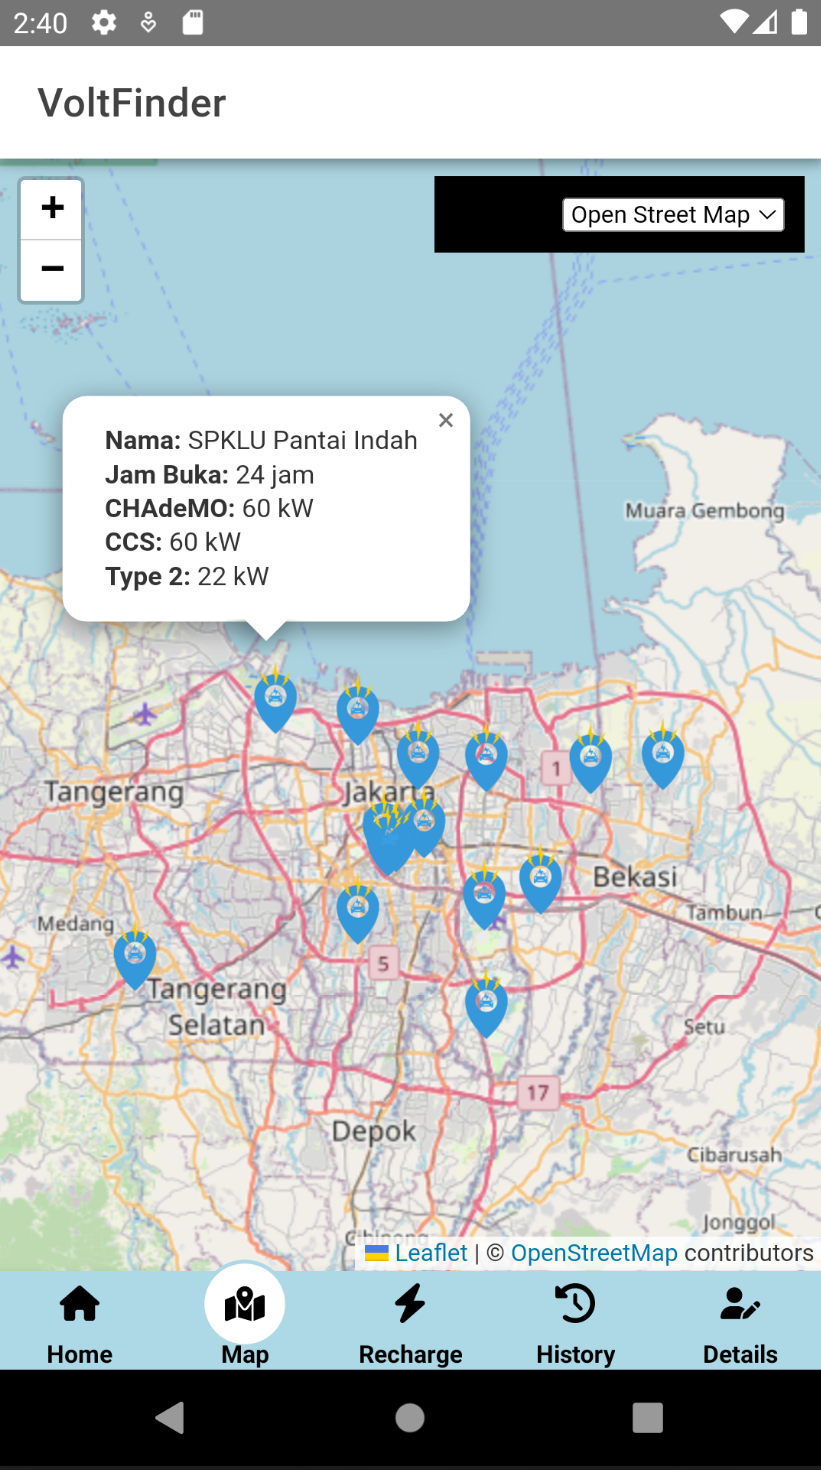 2:40
VoltFinder
+
−
Open Street Map
×
Nama: SPKLU Pantai Indah
Jam Buka: 24 jam
CHAdeMO: 60 kW
CCS: 60 kW
Type 2: 22 kW
Muara Gembong
1
Tangerang
Jakarta
Bekasi
Medang
Tambun
5
Tangerang
Selatan
Setu
17
Depok
Cibarusah
Jonggol
Leaflet | © OpenStreetMap contributors
Home
Map
Recharge
History
Details